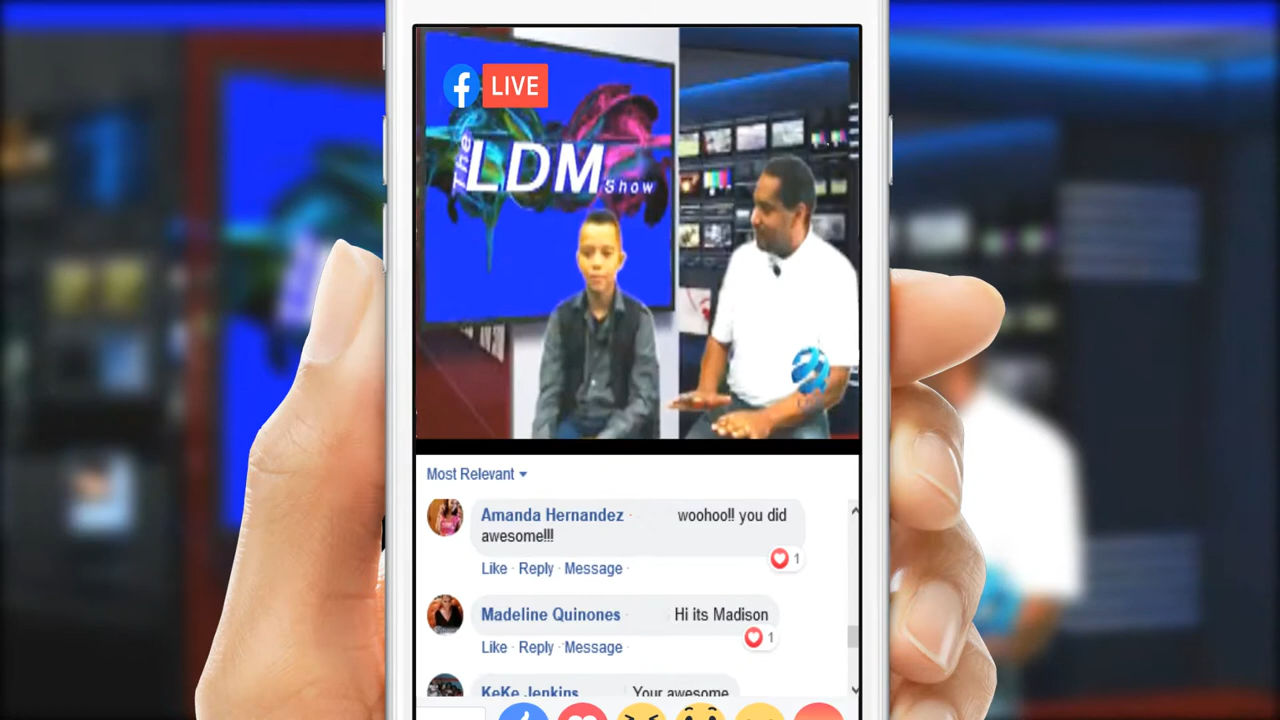 LIVE
The LDM Show
Most Relevant
Amanda Hernandez · woohoo!! you did
awesome!!!
Like · Reply · Message ·
1
Madeline Quinones Hi its Madison
Like · Reply · Message ·
1
KeKe Jenkins Your awesome